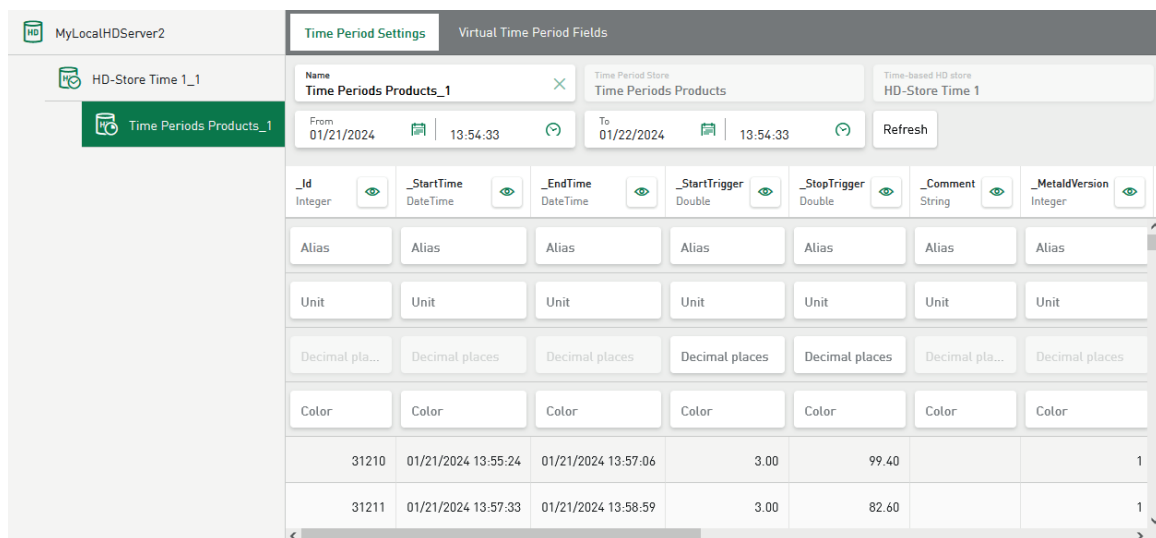 MyLocalHDServer2
HD-Store Time 1_1
Time Periods Products_1
Time Period Settings Virtual Time Period Fields
Name
Time Periods Products_1
Time Period Store
Time Periods Products
Time-based HD store
HD-Store Time 1
From
01/21/2024 13:54:33
To
01/22/2024 13:54:33
Refresh
_Id _StartTime _EndTime _StartTrigger _StopTrigger _Comment _MetaIdVersion
Integer DateTime DateTime Double Double String Integer
Alias Alias Alias Alias Alias Alias Alias
Unit Unit Unit Unit Unit Unit Unit
Decimal pla... Decimal places Decimal places Decimal places Decimal places Decimal pla... Decimal places
Color Color Color Color Color Color Color
31210 01/21/2024 13:55:24 01/21/2024 13:57:06 3.00 99.40 1
31211 01/21/2024 13:57:33 01/21/2024 13:58:59 3.00 82.60 1